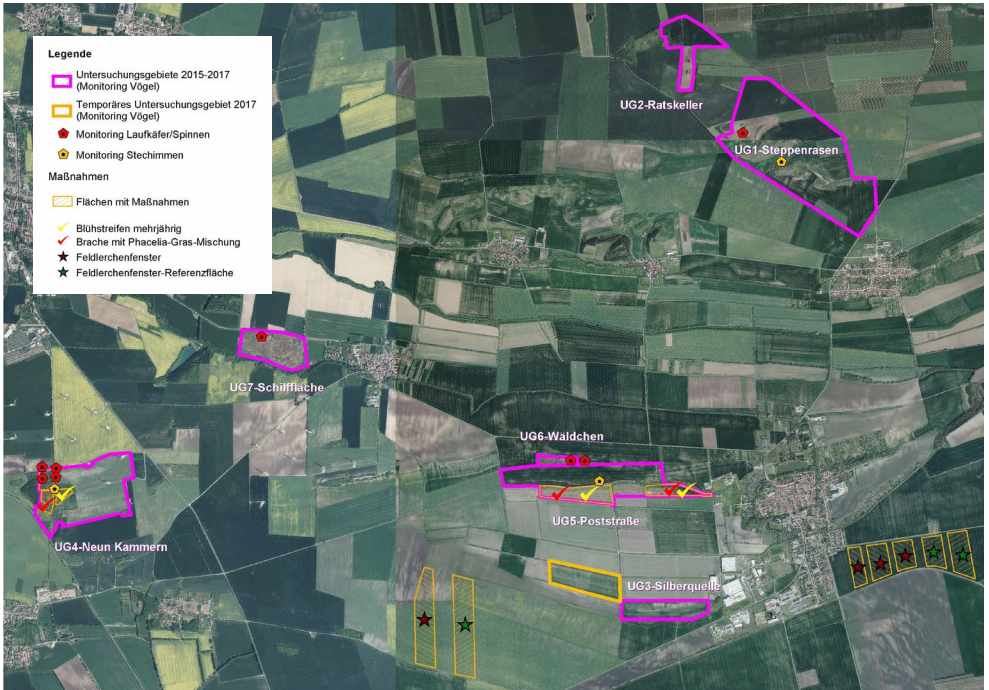 Legende
Untersuchungsgebiete 2015-2017
(Monitoring Vögel)
Temporäres Untersuchungsgebiet 2017
(Monitoring Vögel)
Monitoring Laufkäfer/Spinnen
Monitoring Stechimmen
Maßnahmen
Flächen mit Maßnahmen
Blühstreifen mehrjährig
Brache mit Phacelia-Gras-Mischung
Feldlerchenfenster
Feldlerchenfenster-Referenzfläche
UG2-Ratskeller
UG1-Steppenrasen
UG7-Schilffläche
UG6-Wäldchen
UG5-Poststraße
UG4-Neun Kammern
UG3-Silberquelle